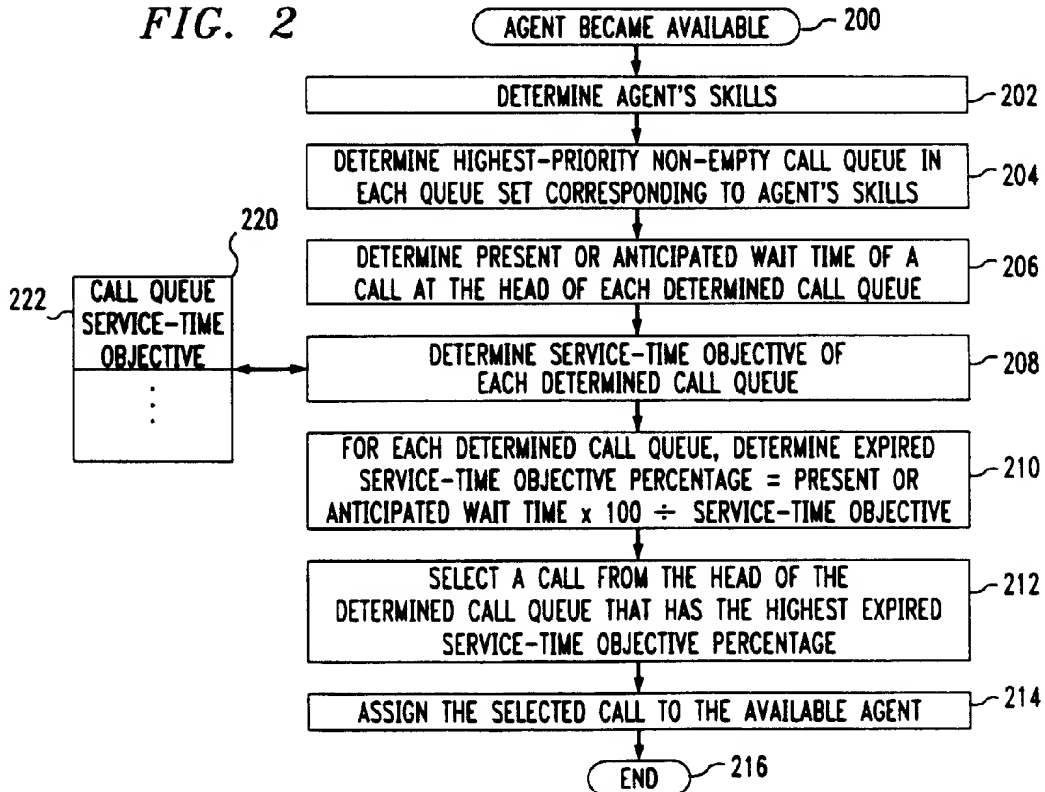 FIG. 2
AGENT BECAME AVAILABLE
200
DETERMINE AGENT'S SKILLS
202
DETERMINE HIGHEST-PRIORITY NON-EMPTY CALL QUEUE IN
EACH QUEUE SET CORRESPONDING TO AGENT'S SKILLS
204
DETERMINE PRESENT OR ANTICIPATED WAIT TIME OF A
CALL AT THE HEAD OF EACH DETERMINED CALL QUEUE
206
220
222
CALL QUEUE
SERVICE-TIME
OBJECTIVE
DETERMINE SERVICE-TIME OBJECTIVE OF
EACH DETERMINED CALL QUEUE
208
FOR EACH DETERMINED CALL QUEUE, DETERMINE EXPIRED
SERVICE-TIME OBJECTIVE PERCENTAGE = PRESENT OR
ANTICIPATED WAIT TIME x 100 ÷ SERVICE-TIME OBJECTIVE
210
SELECT A CALL FROM THE HEAD OF THE
DETERMINED CALL QUEUE THAT HAS THE HIGHEST EXPIRED
SERVICE-TIME OBJECTIVE PERCENTAGE
212
ASSIGN THE SELECTED CALL TO THE AVAILABLE AGENT
214
END
216